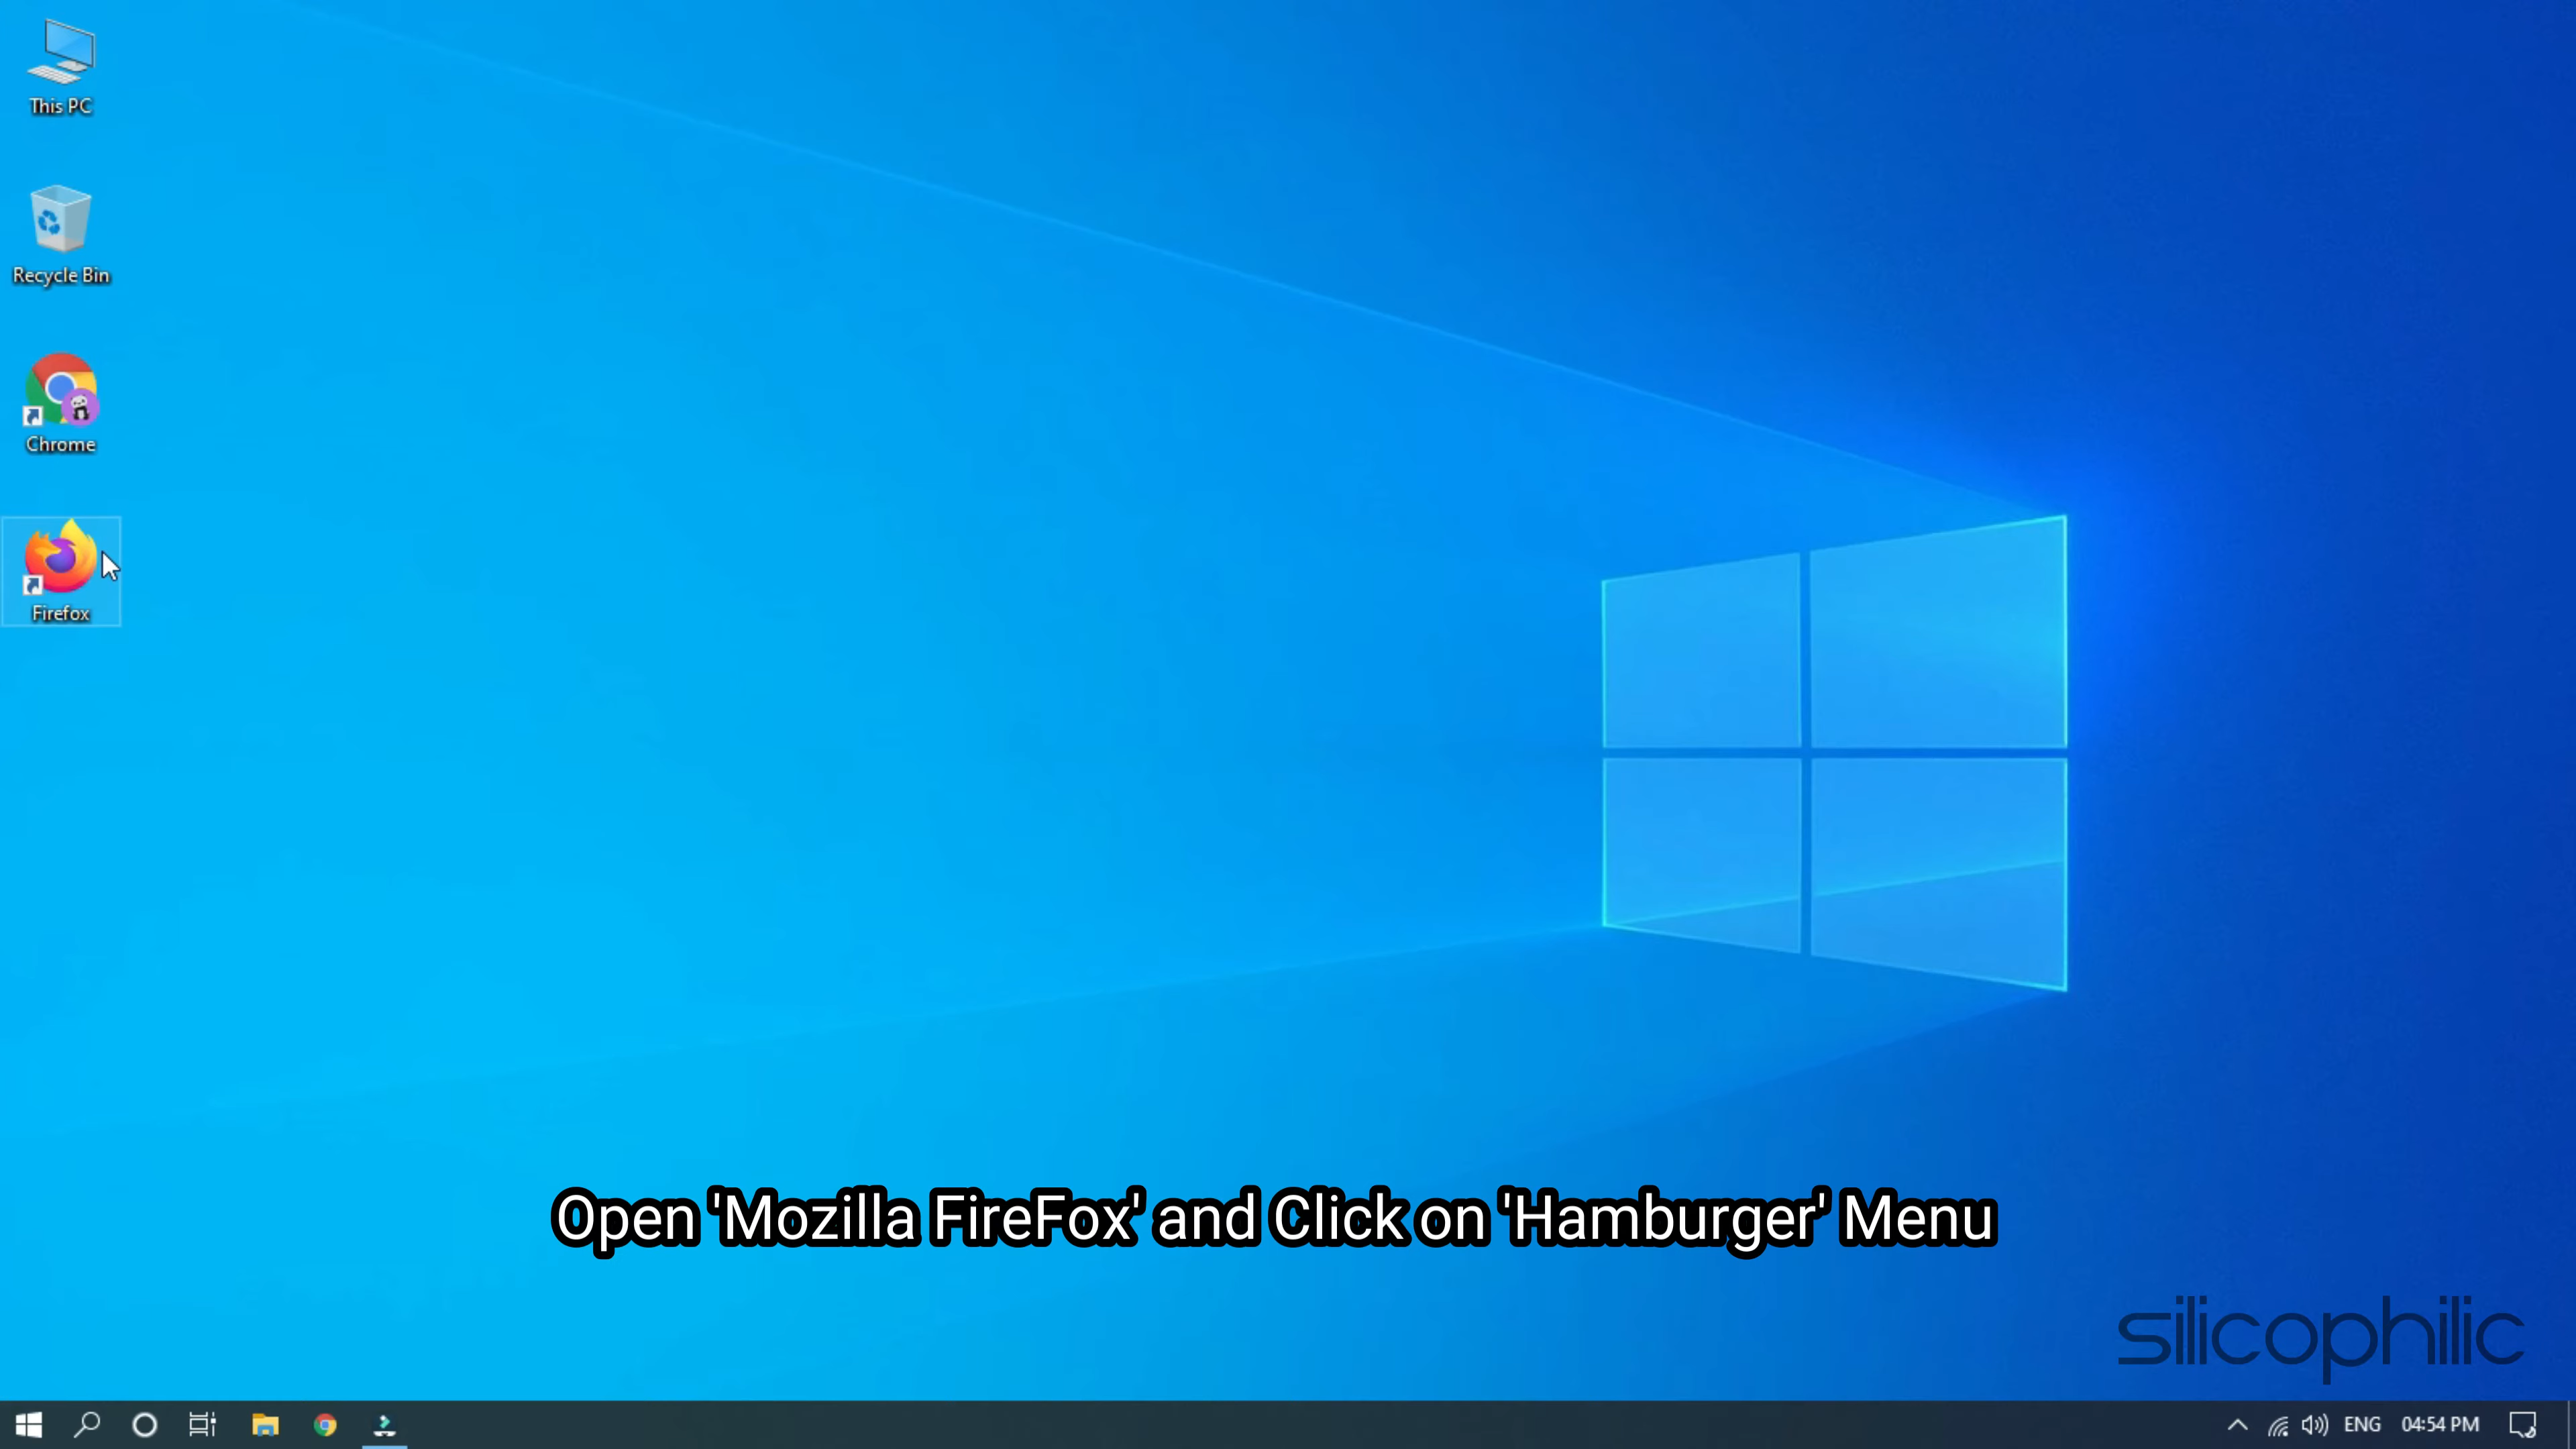 This PC
Recycle Bin
Chrome
Firefox
Open 'Mozilla FireFox' and Click on 'Hamburger' Menu
silicophilic
ENG 04:54 PM